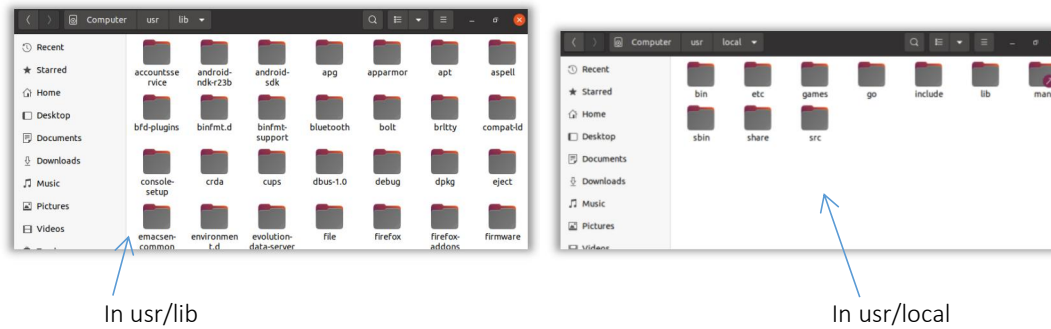 Computer usr lib
Recent
Starred
Home
Desktop
Documents
Downloads
Music
Pictures
Videos
accountsse
rvice
android-
ndk-r23b
android-
sdk
apg
apparmor
apt
aspell
bfd-plugins
binfmt.d
binfmt-
support
bluetooth
bolt
brltty
compat-ld
console-
setup
crda
cups
dbus-1.0
debug
dpkg
eject
emacsen-
common
environmen
t.d
evolution-
data-server
file
firefox
firefox-
addons
firmware
In usr/lib
Computer usr local
Recent
Starred
Home
Desktop
Documents
Downloads
Music
Pictures
Videos
bin
etc
games
go
include
lib
man
sbin
share
src
In usr/local